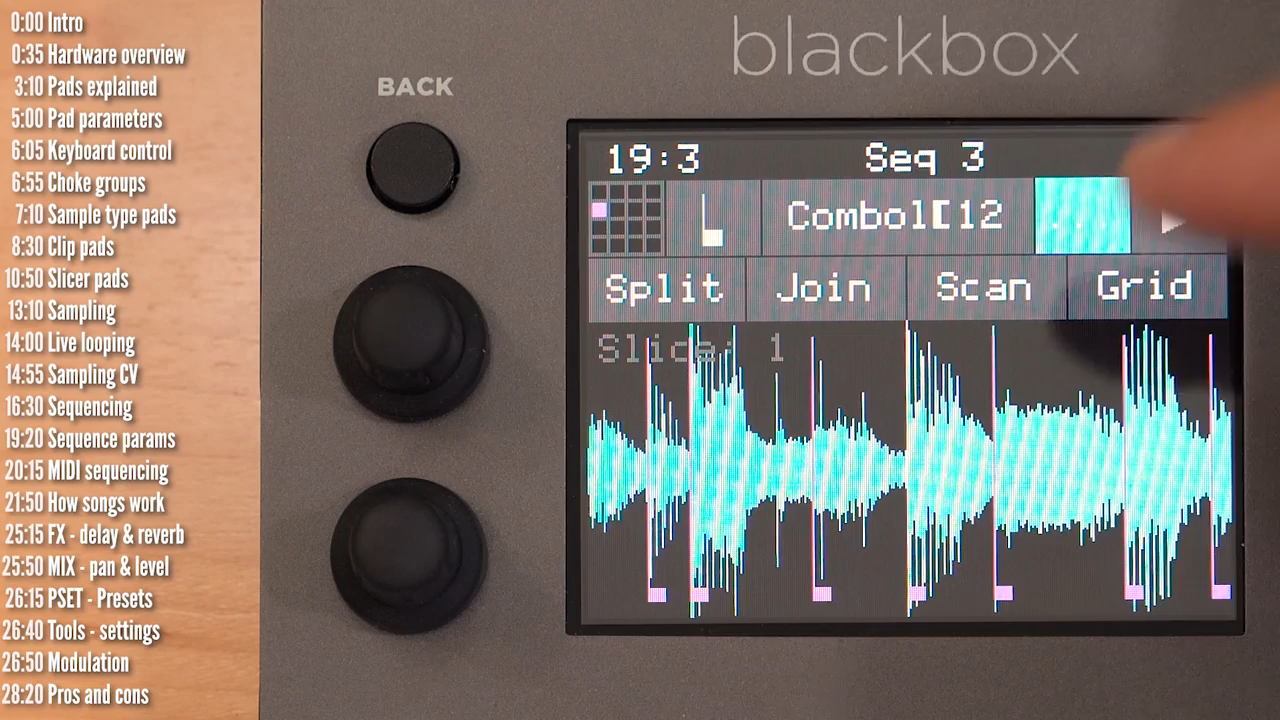 0:00 Intro
0:35 Hardware overview
3:10 Pads explained
5:00 Pad parameters
6:05 Keyboard control
6:55 Choke groups
7:10 Sample type pads
8:30 Clip pads
10:50 Slicer pads
13:10 Sampling
14:00 Live looping
14:55 Sampling CV
16:30 Sequencing
19:20 Sequence params
20:15 MIDI sequencing
21:50 How songs work
25:15 FX - delay & reverb
25:50 MIX - pan & level
26:15 PSET - Presets
26:40 Tools - settings
26:50 Modulation
28:20 Pros and cons
blackbox
BACK
19:3 Seq 3
Combol[12 ...
Split Join Scan Grid
Slice: 1